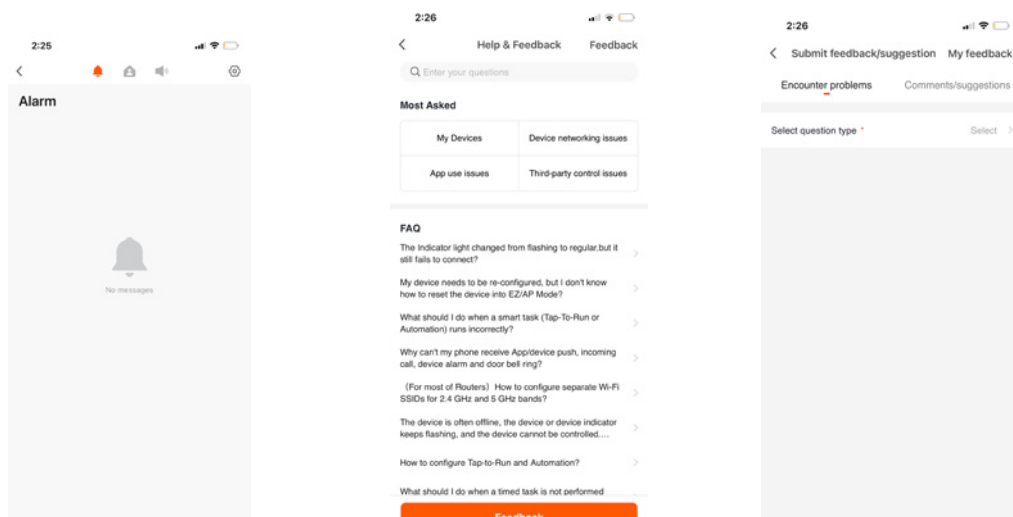 2:25
Alarm
No messages
2:26
Help & Feedback
Feedback
Enter your questions
Most Asked
My Devices
Device networking issues
App use issues
Third-party control issues
FAQ
The Indicator light changed from flashing to regular,but it
still fails to connect?
My device needs to be re-configured, but I don't know
how to reset the device into EZ/AP Mode?
What should I do when a smart task (Tap-To-Run or
Automation) runs incorrectly?
Why can't my phone receive App/device push, incoming
call, device alarm and door bell ring?
（For most of Routers）How to configure separate Wi-Fi
SSIDs for 2.4 GHz and 5 GHz bands?
The device is often offline, the device or device indicator
keeps flashing, and the device cannot be controlled....
How to configure Tap-to-Run and Automation?
What should I do when a timed task is not performed
Feedback
2:26
Submit feedback/suggestion
My feedback
Encounter problems
Comments/suggestions
Select question type *
Select